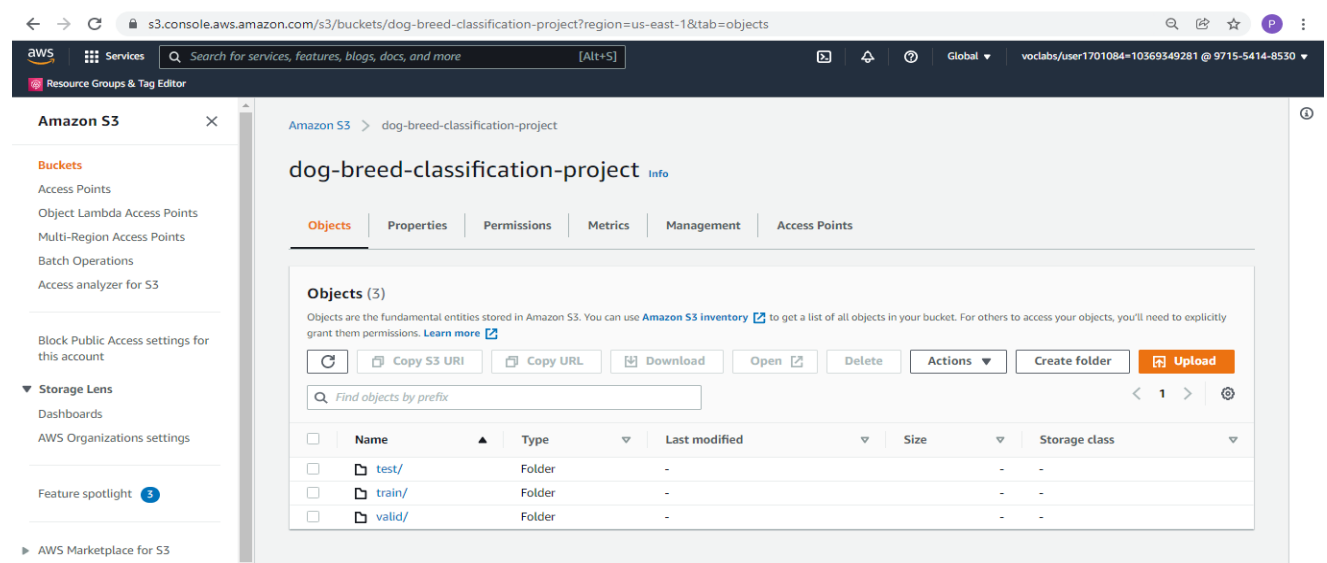 s3.console.aws.amazon.com/s3/buckets/dog-breed-classification-project?region=us-east-1&tab=objects
P
aws
Services
Search for services, features, blogs, docs, and more
[Alt+S]
Global
voclabs/user1701084=10369349281 @ 9715-5414-8530
Resource Groups & Tag Editor
Amazon S3
Buckets
Access Points
Object Lambda Access Points
Multi-Region Access Points
Batch Operations
Access analyzer for S3
Block Public Access settings for
this account
Storage Lens
Dashboards
AWS Organizations settings
Feature spotlight 3
AWS Marketplace for S3
Amazon S3 > dog-breed-classification-project
dog-breed-classification-project Info
Objects Properties Permissions Metrics Management Access Points
Objects (3)
Objects are the fundamental entities stored in Amazon S3. You can use Amazon S3 inventory to get a list of all objects in your bucket. For others to access your objects, you'll need to explicitly
grant them permissions. Learn more
Copy S3 URI Copy URL Download Open Delete Actions Create folder Upload
Find objects by prefix
< 1 >
Name Type Last modified Size Storage class
test/ Folder - - -
train/ Folder - - -
valid/ Folder - - -